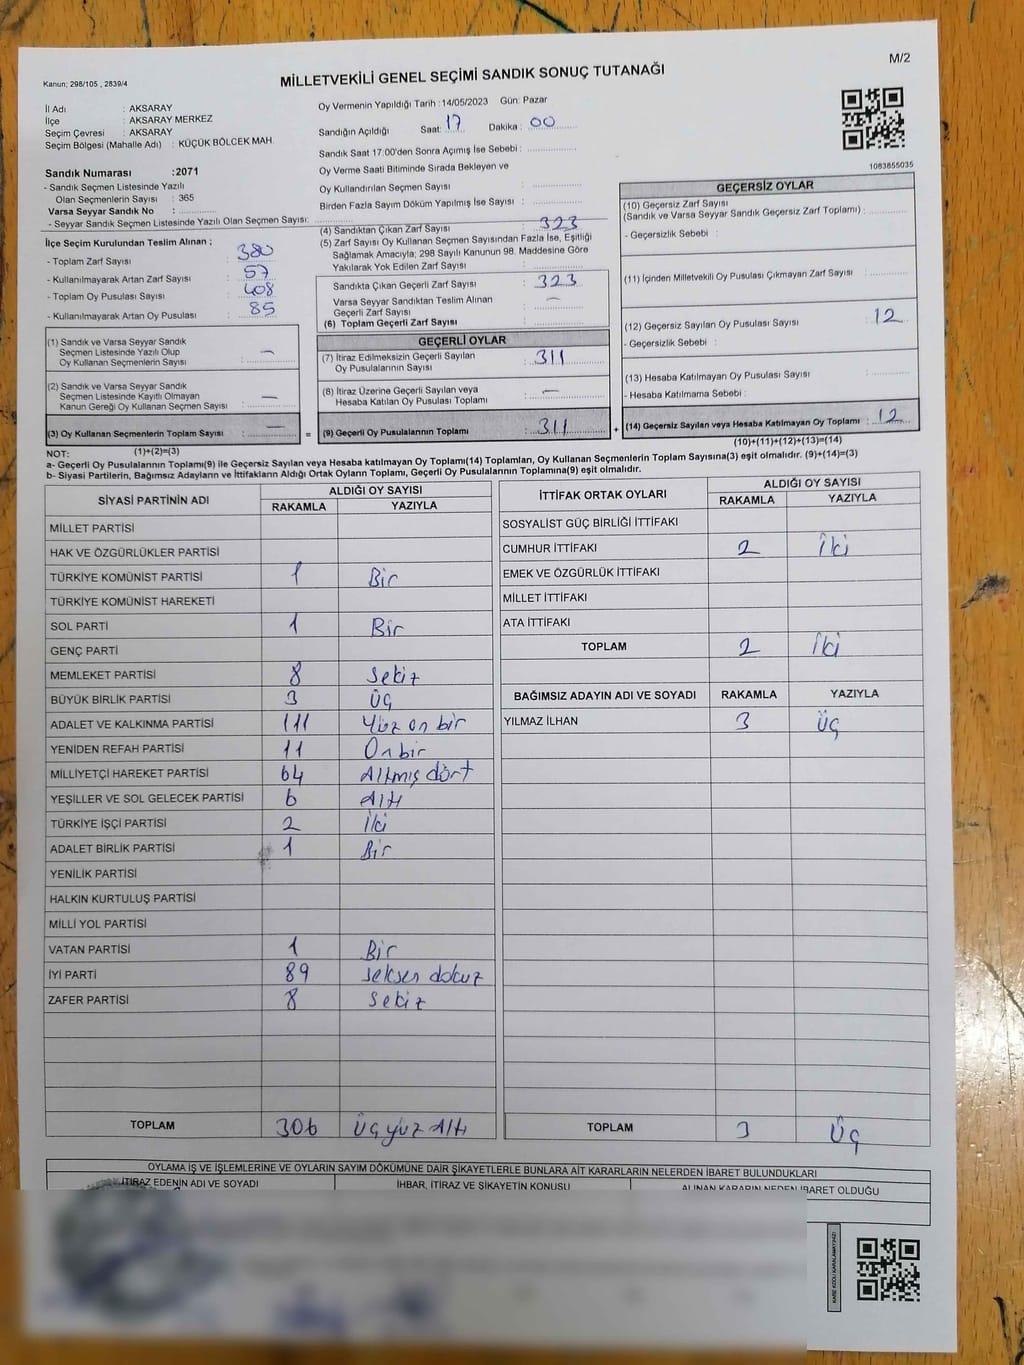 M/2
Kanun; 298/105 , 2839/4
MİLLETVEKİLİ GENEL SEÇİMİ SANDIK SONUÇ TUTANAĞI
İl Adı : AKSARAY
İlçe : AKSARAY MERKEZ
Seçim Çevresi : AKSARAY
Seçim Bölgesi (Mahalle Adı) : KÜÇÜK BÖLCEK MAH.
Sandık Numarası :2071
- Sandık Seçmen Listesinde Yazılı
Olan Seçmenlerin Sayısı : 365
Varsa Seyyar Sandık No :
- Seyyar Sandık Seçmen Listesinde Yazılı Olan Seçmen Sayısı:
Oy Vermenin Yapıldığı Tarih :14/05/2023 Gün: Pazar
Sandığın Açıldığı Saat: 17 Dakika : 00
Sandık Saat 17:00'den Sonra Açımış İse Sebebi :
Oy Verme Saati Bitiminde Sırada Bekleyen ve
Oy Kullandırılan Seçmen Sayısı :
Birden Fazla Sayım Döküm Yapılmış İse Sayısı :
1083855035
İlçe Seçim Kurulundan Teslim Alınan ;
- Toplam Zarf Sayısı : 380
- Kullanılmayarak Artan Zarf Sayısı : 57
- Toplam Oy Pusulası Sayısı : 408
- Kullanılmayarak Artan Oy Pusulası : 85
(1) Sandık ve Varsa Seyyar Sandık
Seçmen Listesinde Yazılı Olup
Oy Kullanan Seçmenlerin Sayısı : —
(2) Sandık ve Varsa Seyyar Sandık
Seçmen Listesinde Kayıtlı Olmayan
Kanun Gereği Oy Kullanan Seçmen Sayısı : —
(3) Oy Kullanan Seçmenlerin Toplam Sayısı : —
(1)+(2)=(3)
(4) Sandıktan Çıkan Zarf Sayısı : 323
(5) Zarf Sayısı Oy Kullanan Seçmen Sayısından Fazla İse, Eşitliği
Sağlamak Amacıyla; 298 Sayılı Kanunun 98. Maddesine Göre
Yakılarak Yok Edilen Zarf Sayısı :
Sandıkta Çıkan Geçerli Zarf Sayısı : 323
Varsa Seyyar Sandıktan Teslim Alınan
Geçerli Zarf Sayısı : —
(6) Toplam Geçerli Zarf Sayısı :
=
GEÇERLİ OYLAR
(7) İtiraz Edilmeksizin Geçerli Sayılan
Oy Pusulalarının Sayısı : 311
(8) İtiraz Üzerine Geçerli Sayılan veya
Hesaba Katılan Oy Pusulası Toplamı : —
(9) Geçerli Oy Pusulalarının Toplamı : 311
+
GEÇERSİZ OYLAR
(10) Geçersiz Zarf Sayısı
(Sandık ve Varsa Seyyar Sandık Geçersiz Zarf Toplamı) :
- Geçersizlik Sebebi :
(11) İçinden Milletvekili Oy Pusulası Çıkmayan Zarf Sayısı :
(12) Geçersiz Sayılan Oy Pusulası Sayısı : 12
- Geçersizlik Sebebi :
(13) Hesaba Katılmayan Oy Pusulası Sayısı :
- Hesaba Katılmama Sebebi :
(14) Geçersiz Sayılan veya Hesaba Katılmayan Oy Toplamı : 12
(10)+(11)+(12)+(13)=(14)
NOT:
a- Geçerli Oy Pusulalarının Toplamı(9) ile Geçersiz Sayılan veya Hesaba katılmayan Oy Toplamı(14) Toplamları, Oy Kullanan Seçmenlerin Toplam Sayısına(3) eşit olmalıdır. (9)+(14)=(3)
b- Siyasi Partilerin, Bağımsız Adayların ve İttifakların Aldığı Ortak Oyların Toplamı, Geçerli Oy Pusulalarının Toplamına(9) eşit olmalıdır.
SİYASİ PARTİNİN ADI ALDIĞI OY SAYISI
RAKAMLA YAZIYLA
MİLLET PARTİSİ
HAK VE ÖZGÜRLÜKLER PARTİSİ
TÜRKİYE KOMÜNİST PARTİSİ 1 Bir
TÜRKİYE KOMÜNİST HAREKETİ
SOL PARTİ 1 Bir
GENÇ PARTİ
MEMLEKET PARTİSİ 8 Sekiz
BÜYÜK BİRLİK PARTİSİ 3 Üç
ADALET VE KALKINMA PARTİSİ 111 Yüz on bir
YENİDEN REFAH PARTİSİ 11 On bir
MİLLİYETÇİ HAREKET PARTİSİ 64 Altmış dört
YEŞİLLER VE SOL GELECEK PARTİSİ 6 Altı
TÜRKİYE İŞÇİ PARTİSİ 2 İki
ADALET BİRLİK PARTİSİ 1 Bir
YENİLİK PARTİSİ
HALKIN KURTULUŞ PARTİSİ
MİLLİ YOL PARTİSİ
VATAN PARTİSİ 1 Bir
İYİ PARTİ 89 seksen dokuz
ZAFER PARTİSİ 8 Sekiz
TOPLAM 306 Üç yüz Altı
İTTİFAK ORTAK OYLARI ALDIĞI OY SAYISI
RAKAMLA YAZIYLA
SOSYALİST GÜÇ BİRLİĞİ İTTİFAKI
CUMHUR İTTİFAKI 2 İki
EMEK VE ÖZGÜRLÜK İTTİFAKI
MİLLET İTTİFAKI
ATA İTTİFAKI
TOPLAM 2 İki
BAĞIMSIZ ADAYIN ADI VE SOYADI RAKAMLA YAZIYLA
YILMAZ İLHAN 3 Üç
TOPLAM 3 Üç
OYLAMA İŞ VE İŞLEMLERİNE VE OYLARIN SAYIM DÖKÜMÜNE DAİR ŞİKAYETLERLE BUNLARA AİT KARARLARIN NELERDEN İBARET BULUNDUKLARI
İTİRAZ EDENİN ADI VE SOYADI İHBAR, İTİRAZ VE ŞİKAYETİN KONUSU ALINAN KARARIN NEDEN İBARET OLDUĞU
KARE KODU KARALAMAYINIZ!